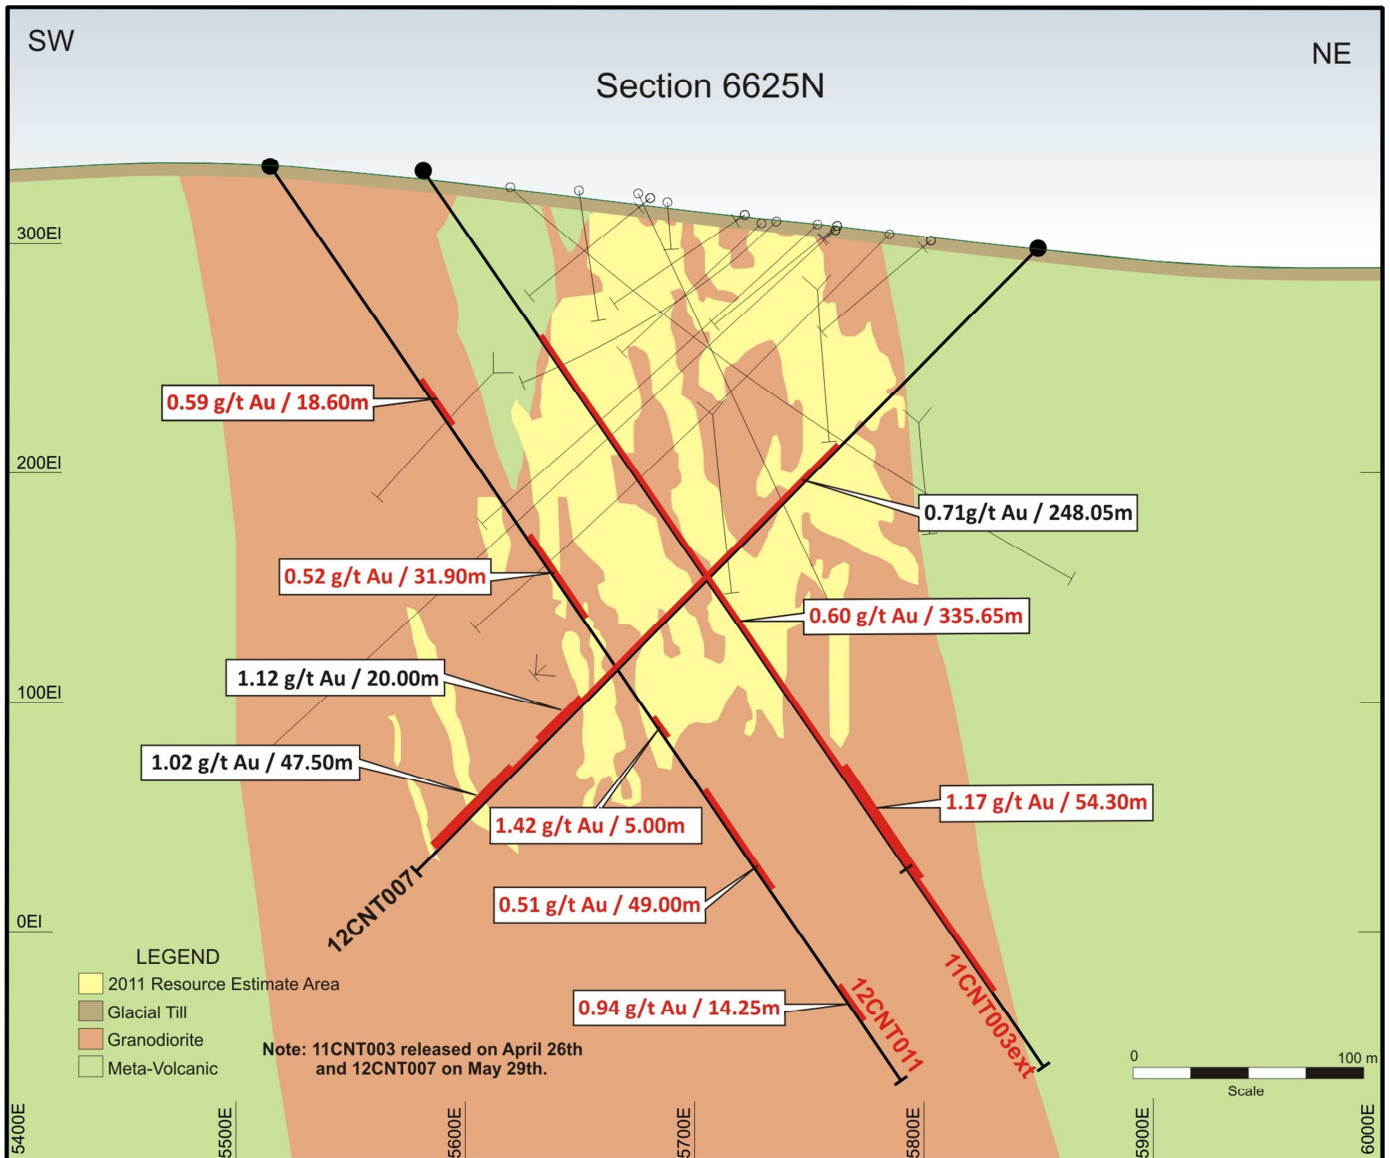 SW
NE
Section 6625N
300El
200El
100El
0El
0.59 g/t Au / 18.60m
0.52 g/t Au / 31.90m
0.71g/t Au / 248.05m
0.60 g/t Au / 335.65m
1.12 g/t Au / 20.00m
1.02 g/t Au / 47.50m
1.42 g/t Au / 5.00m
1.17 g/t Au / 54.30m
0.51 g/t Au / 49.00m
0.94 g/t Au / 14.25m
12CNT007
12CNT011
11CNT003ext
LEGEND
2011 Resource Estimate Area
Glacial Till
Granodiorite
Meta-Volcanic
Note: 11CNT003 released on April 26th
and 12CNT007 on May 29th.
0 100 m
Scale
5400E
5500E
5600E
5700E
5800E
5900E
6000E